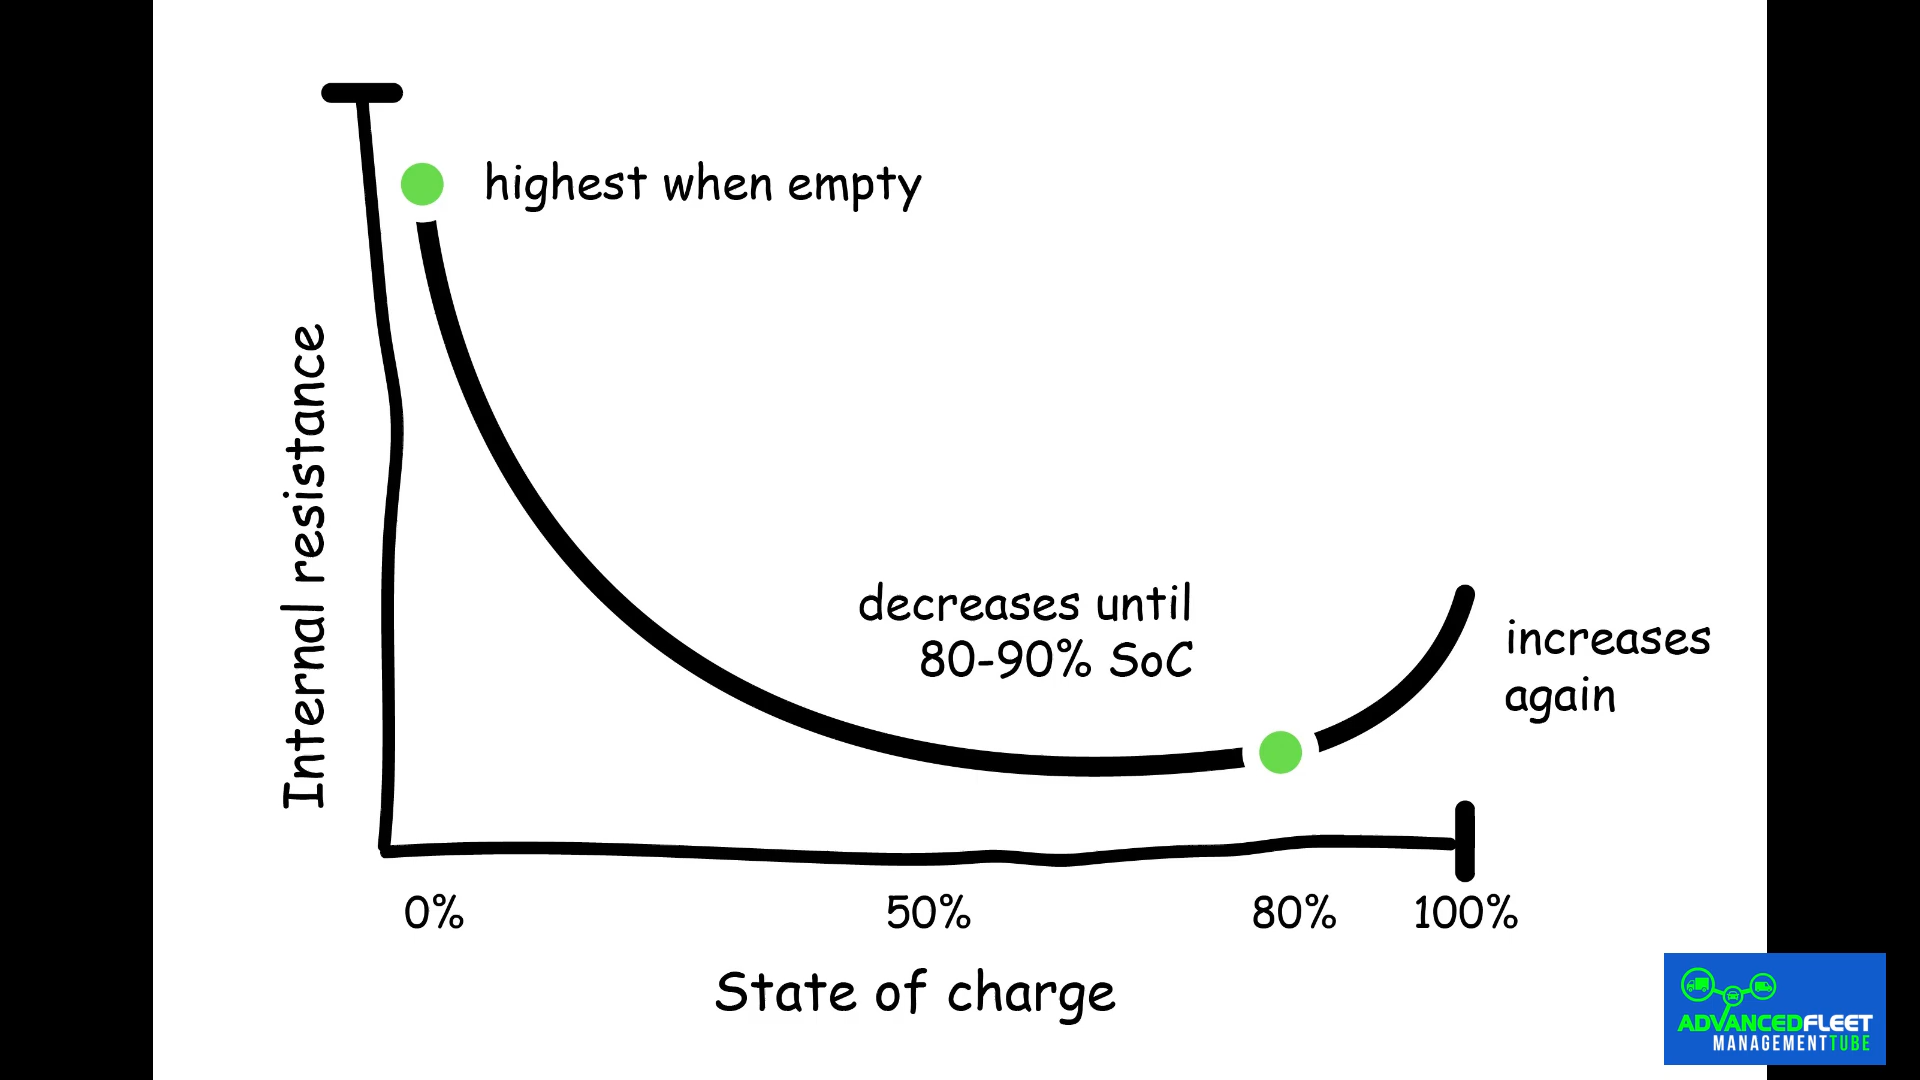 highest when empty
Internal resistance
decreases until
80-90% SoC
increases
again
0%
50%
80%
100%
State of charge
ADVANCEDFLEET
MANAGEMENTTUBE